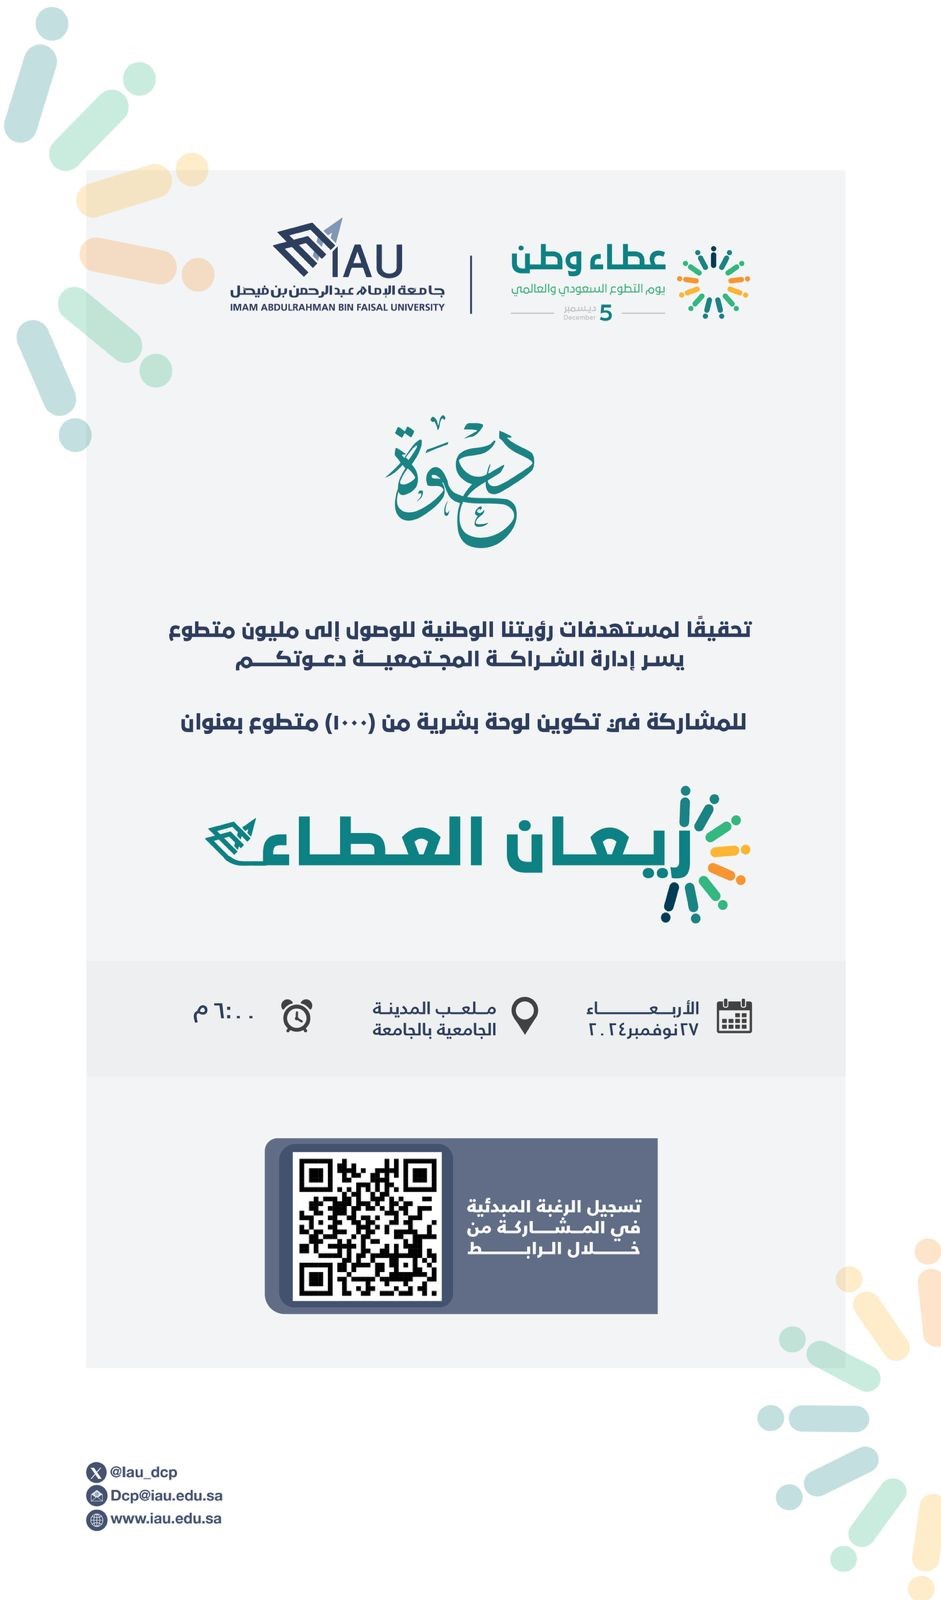 عطاء وطن
يوم التطوع السعودي والعالمي
5 ديسمبر
December
IAU
جامعة الإمام عبدالرحمن بن فيصل
IMAM ABDULRAHMAN BIN FAISAL UNIVERSITY
دعوة
تحقيقًا لمستهدفات رؤيتنا الوطنية للوصول إلى مليون متطوع
يسر إدارة الشراكة المجتمعية دعوتكم
للمشاركة في تكوين لوحة بشرية من (١٠٠٠) متطوع بعنوان
ريعان العطاء
الأربعاء
٢٧ نوفمبر ٢٠٢٤
ملعب المدينة
الجامعية بالجامعة
٦:٠٠ م
تسجيل الرغبة المبدئية
في المشاركة من
خلال الرابط
@Iau_dcp
Dcp@iau.edu.sa
www.iau.edu.sa